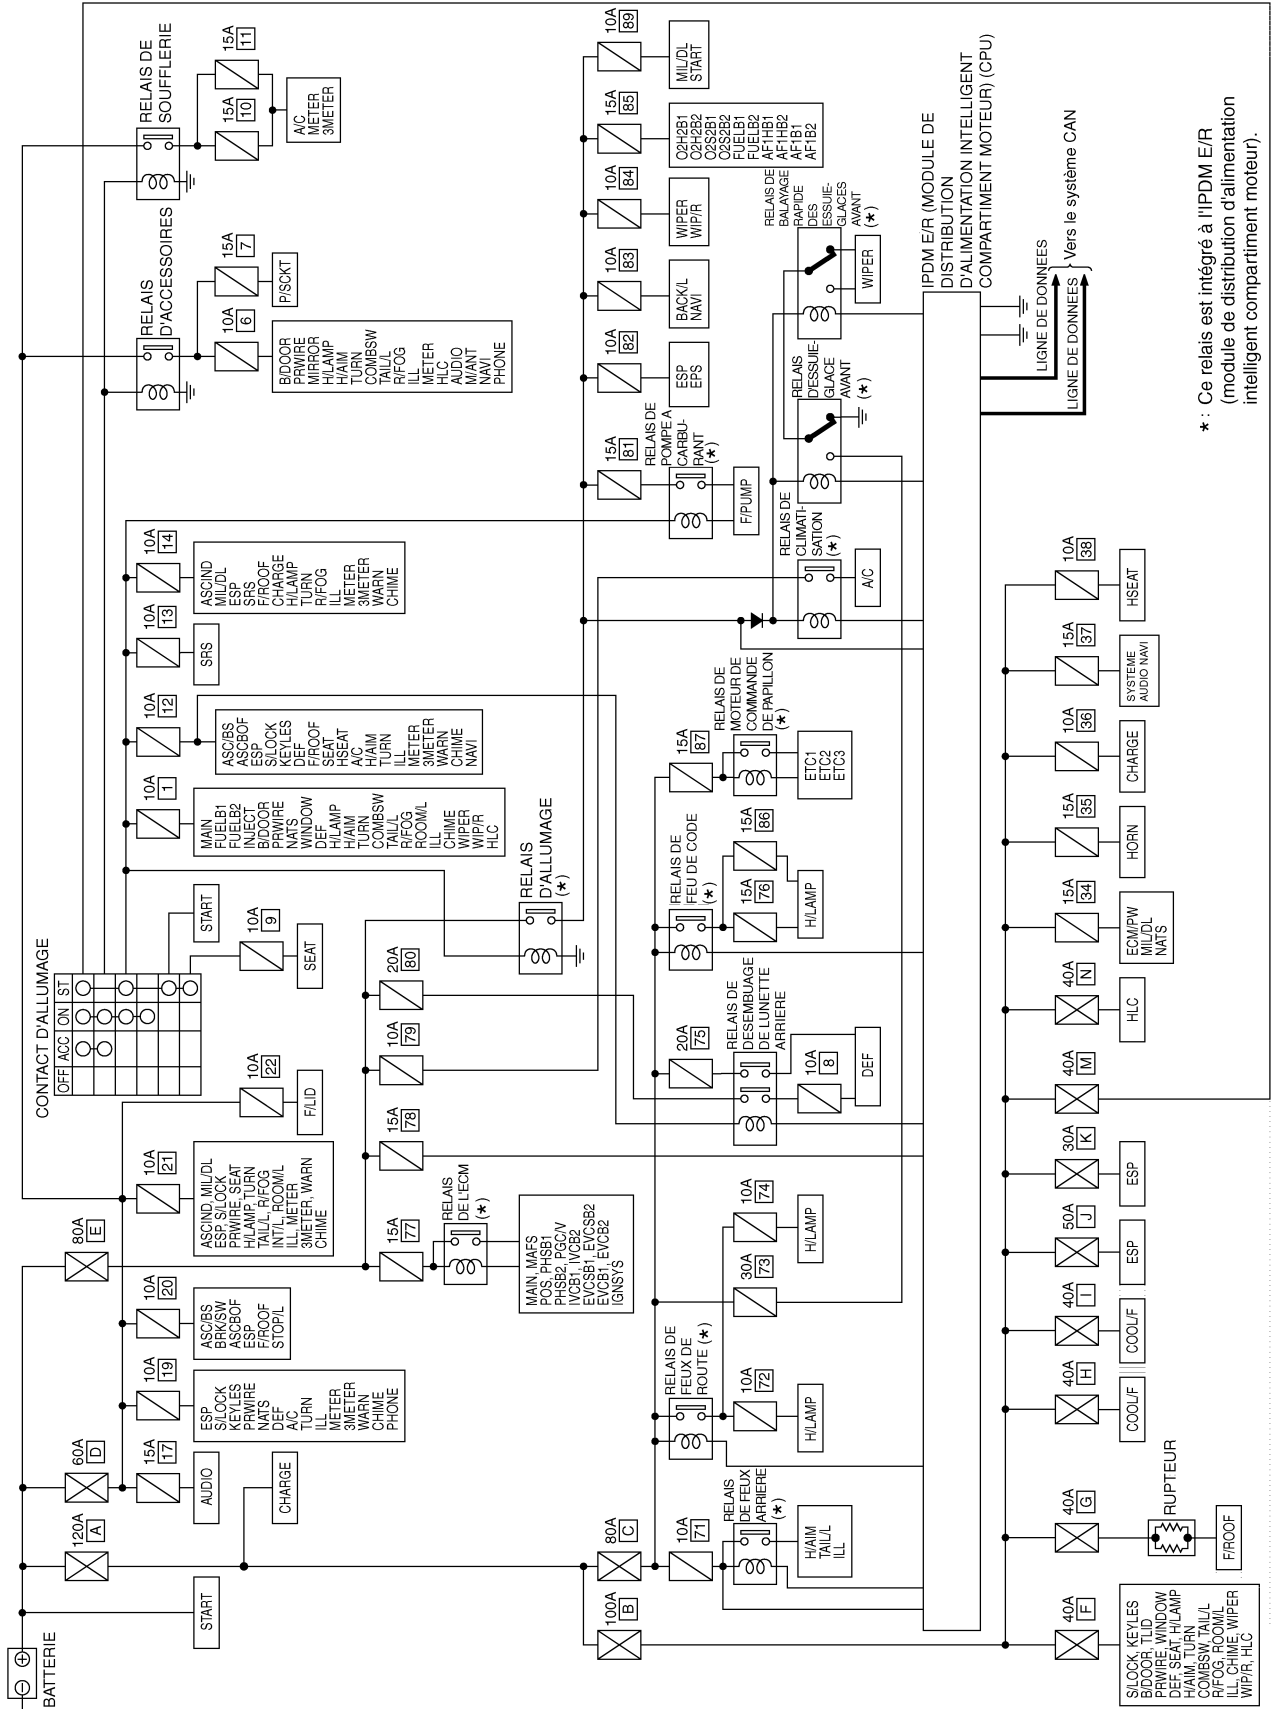 BATTERIE
START
120A
A
CHARGE
60A
D
15A
17
AUDIO
10A
19
ESP
S/LOCK
KEYLES
PRWIRE
NATS
DEF
A/C
TURN
ILL
METER
3METER
WARN
CHIME
PHONE
10A
20
ASC/BS
BRK/SW
ASCBOF
ESP
F/ROOF
STOP/L
80A
E
10A
21
ASCIND, MIL/DL
ESP, S/LOCK
PRWIRE, SEAT
H/LAMP, TURN
TAIL/L, R/FOG
INT/L, ROOM/L
ILL, METER
3METER, WARN
CHIME
10A
22
F/LID
CONTACT D'ALLUMAGE
OFF
ACC
ON
ST
10A
9
SEAT
START
10A
1
MAIN
FUELB1
FUELB2
INJECT
B/DOOR
PRWIRE
NATS
WINDOW
DEF
H/LAMP
H/AIM
TURN
COMBSW
TAIL/L
R/FOG
ROOM/L
ILL
CHIME
WIPER
WIP/R
HLC
10A
12
ASC/BS
ASCBOF
ESP
S/LOCK
KEYLES
DEF
F/ROOF
SEAT
HSEAT
A/C
H/AIM
TURN
ILL
METER
3METER
WARN
CHIME
NAVI
10A
13
SRS
10A
14
ASCIND
MIL/DL
ESP
SRS
F/ROOF
CHARGE
H/LAMP
TURN
R/FOG
ILL
METER
3METER
WARN
CHIME
RELAIS
D'ACCESSOIRES
10A
6
B/DOOR
PRWIRE
MIRROR
H/LAMP
H/AIM
TURN
COMBSW
TAIL/L
R/FOG
ILL
METER
HLC
AUDIO
M/ANT
NAVI
PHONE
15A
7
P/SCKT
RELAIS DE
SOUFFLERIE
15A
10
15A
11
A/C
METER
3METER
15A
77
RELAIS
DE L'ECM
(*)
MAIN, MAFS
POS, PHSB1
PHSB2, PGC/V
IVCB1, IVCB2
EVCSB1, EVCSB2
EVCB1, EVCB2
IGNSYS
15A
78
10A
79
20A
80
RELAIS
D'ALLUMAGE
(*)
15A
81
RELAIS DE
POMPE A
CARBU-
RANT
(*)
F/PUMP
10A
82
ESP
EPS
10A
83
BACK/L
NAVI
10A
84
WIPER
WIP/R
15A
85
O2H2B1
O2H2B2
O2S2B1
O2S2B2
FUELB1
FUELB2
AF1HB1
AF1HB2
AF1B1
AF1B2
10A
89
MIL/DL
START
100A
B
80A
C
10A
71
RELAIS
DE FEUX
ARRIERE
(*)
H/AIM
TAIL/L
ILL
RELAIS DE
FEUX DE
ROUTE (*)
10A
72
H/LAMP
30A
73
10A
74
H/LAMP
20A
75
RELAIS DE
DESEMBUAGE
DE LUNETTE
ARRIERE
10A
8
DEF
RELAIS DE
FEU DE CODE
(*)
15A
76
15A
86
H/LAMP
15A
87
RELAIS DE
MOTEUR DE
COMMANDE
DE PAPILLON
(*)
ETC1
ETC2
ETC3
RELAIS DE
CLIMATI-
SATION
(*)
A/C
RELAIS
D'ESSUIE-
GLACE
AVANT
(*)
RELAIS DE
BALAYAGE
RAPIDE
DES
ESSUIE-
GLACES
AVANT
(*)
WIPER
IPDM E/R (MODULE DE
DISTRIBUTION
D'ALIMENTATION INTELLIGENT
COMPARTIMENT MOTEUR) (CPU)
LIGNE DE DONNEES
LIGNE DE DONNEES
Vers le système CAN
40A
F
S/LOCK, KEYLES
B/DOOR, TLID
PRWIRE, WINDOW
DEF, SEAT, H/LAMP
H/AIM, TURN
COMBSW, TAIL/L
R/FOG, ROOM/L
ILL, CHIME, WIPER
WIP/R, HLC
40A
G
RUPTEUR
F/ROOF
40A
H
COOL/F
40A
I
COOL/F
50A
J
ESP
30A
K
ESP
40A
M
40A
N
HLC
15A
34
ECM/PW
MIL/DL
NATS
15A
35
HORN
10A
36
CHARGE
15A
37
SYSTEME
AUDIO NAVI
10A
38
HSEAT
* : Ce relais est intégré à l'IPDM E/R
(module de distribution d'alimentation
intelligent compartiment moteur).